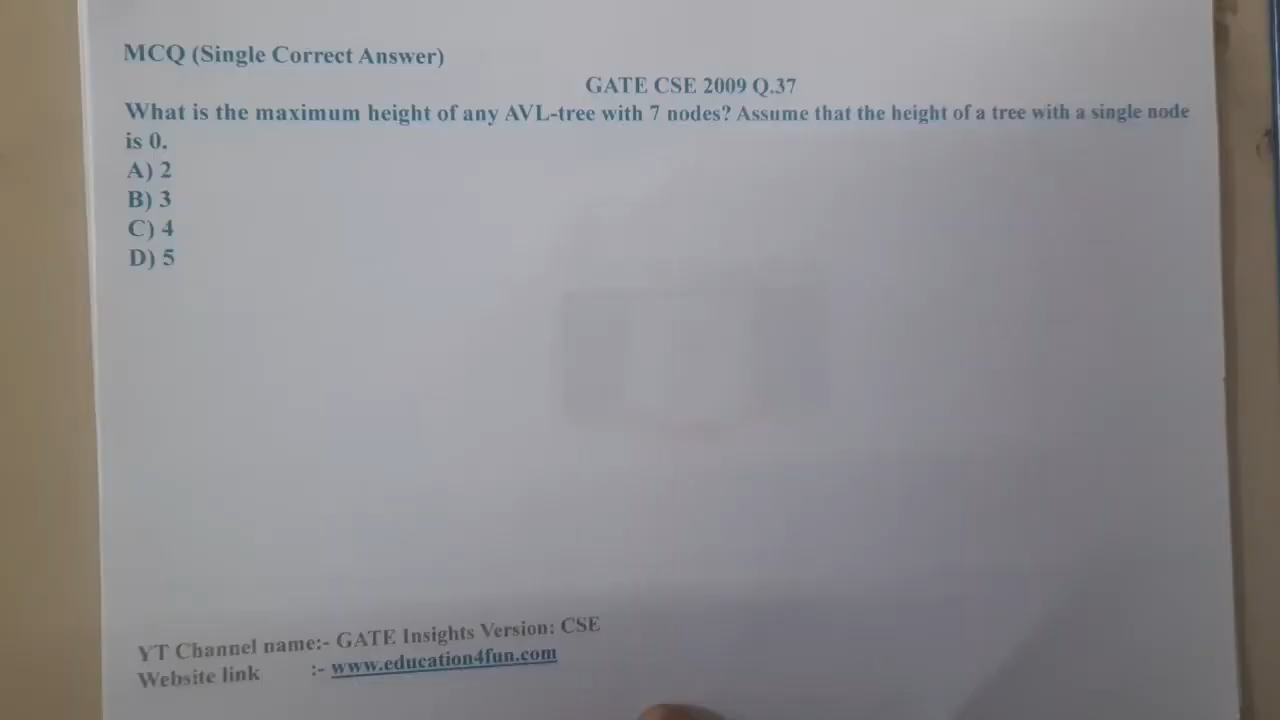 MCQ (Single Correct Answer)
GATE CSE 2009 Q.37
What is the maximum height of any AVL-tree with 7 nodes? Assume that the height of a tree with a single node
is 0.
A) 2
B) 3
C) 4
D) 5
YT Channel name:- GATE Insights Version: CSE
Website link :- www.education4fun.com